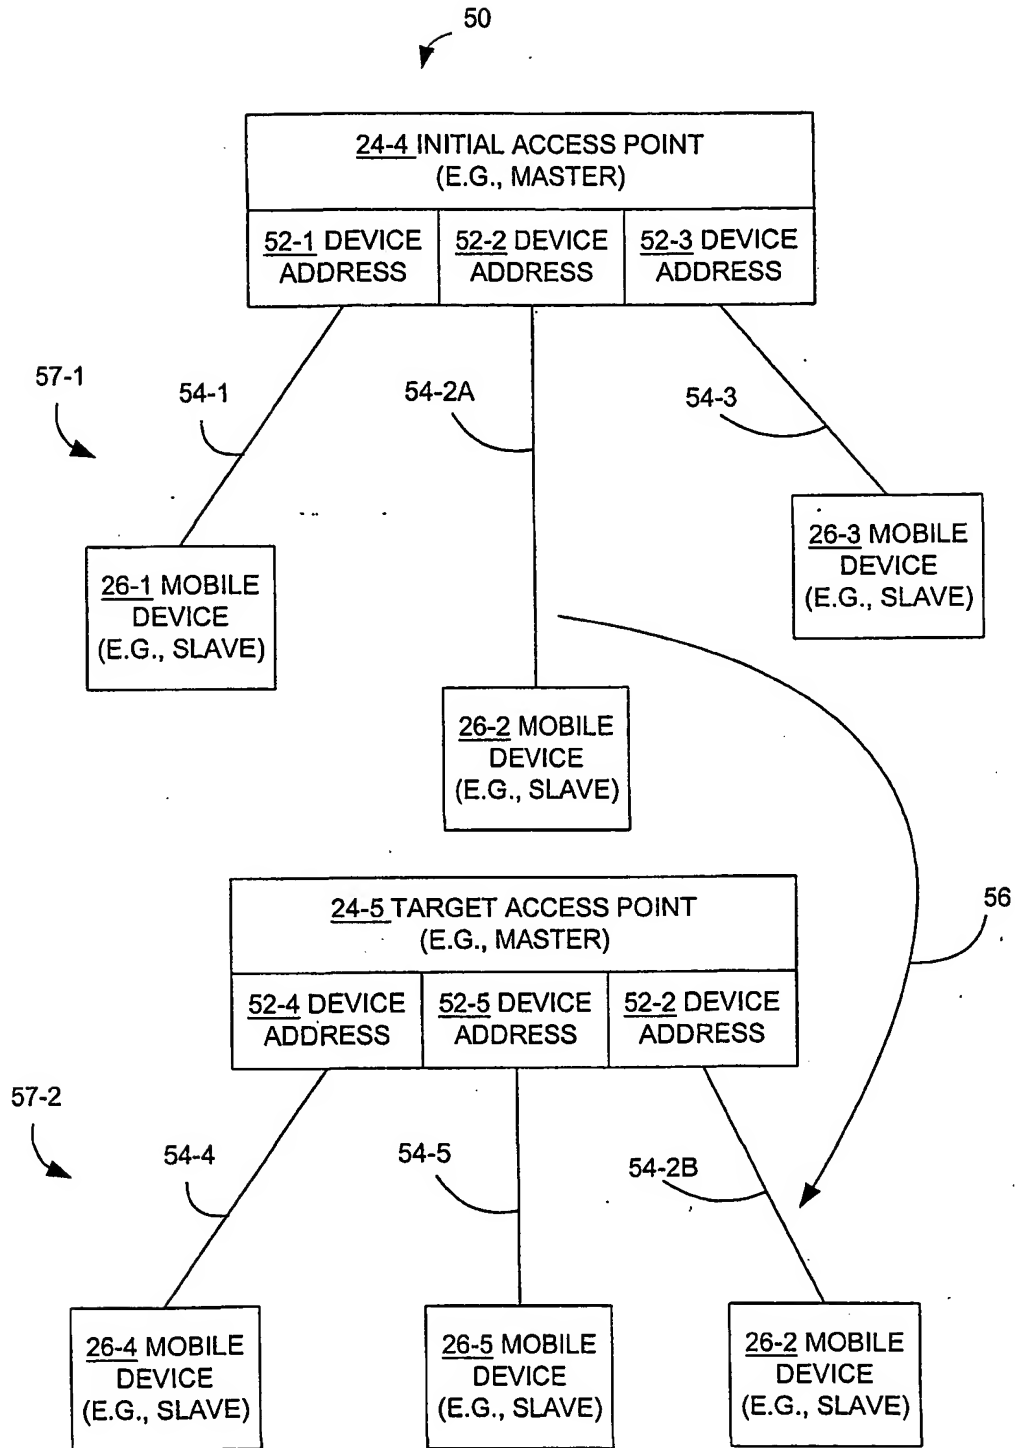 50
24-4 INITIAL ACCESS POINT
(E.G., MASTER)
52-1 DEVICE
ADDRESS
52-2 DEVICE
ADDRESS
52-3 DEVICE
ADDRESS
57-1
54-1
54-2A
54-3
26-1 MOBILE
DEVICE
(E.G., SLAVE)
26-3 MOBILE
DEVICE
(E.G., SLAVE)
26-2 MOBILE
DEVICE
(E.G., SLAVE)
24-5 TARGET ACCESS POINT
(E.G., MASTER)
56
52-4 DEVICE
ADDRESS
52-5 DEVICE
ADDRESS
52-2 DEVICE
ADDRESS
57-2
54-4
54-5
54-2B
26-4 MOBILE
DEVICE
(E.G., SLAVE)
26-5 MOBILE
DEVICE
(E.G., SLAVE)
26-2 MOBILE
DEVICE
(E.G., SLAVE)